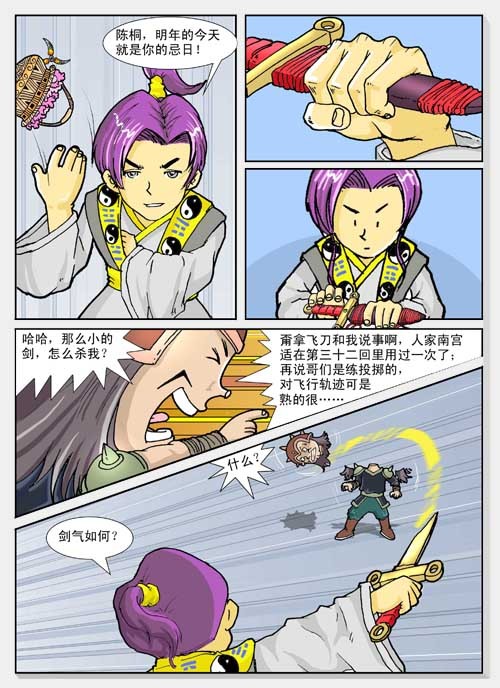 陈桐，明年的今天
就是你的忌日！
哈哈，那么小的
剑，怎么杀我？
甭拿飞刀和我说事啊，人家南宫
适在第三十二回里用过一次了；
再说哥们是练投掷的，
对飞行轨迹可是
熟的很……
什么？
剑气如何？